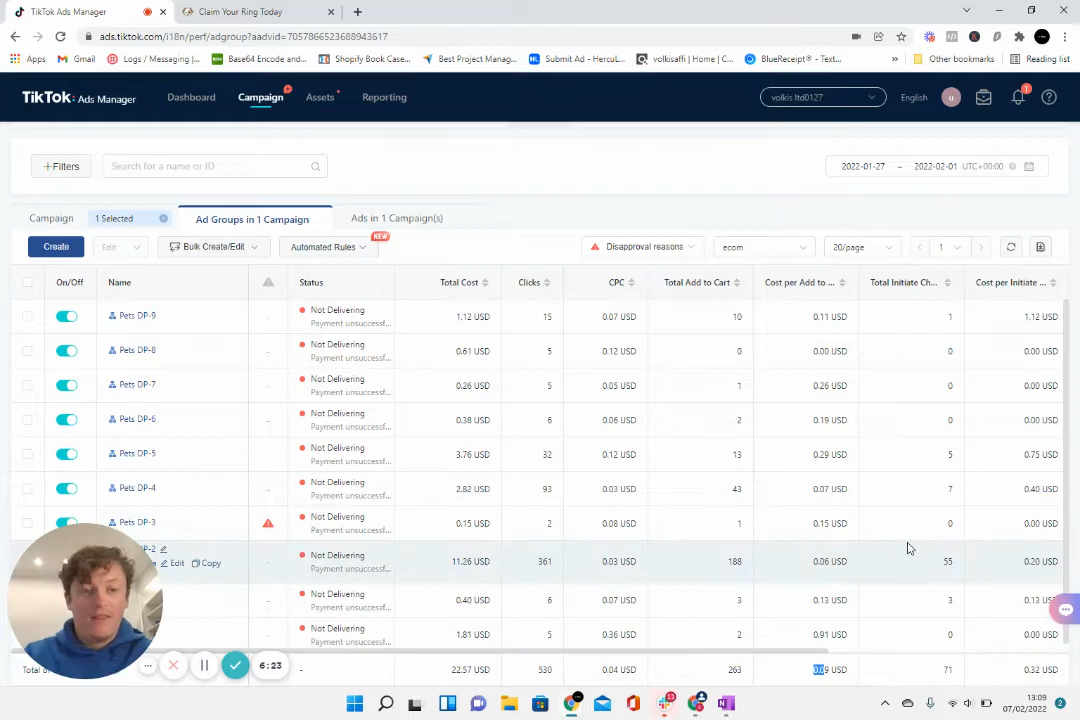 TikTok Ads Manager
Claim Your Ring Today
ads.tiktok.com/i18n/perf/adgroup?aadvid=7057866523688943617
Apps
Gmail
Logs / Messaging |...
Base64 Encode and...
Shopify Book Case...
Best Project Manag...
Submit Ad - HercuL...
volkisaffi | Home | C...
BlueReceipt® - Text...
Other bookmarks
Reading list
TikTok: Ads Manager
Dashboard
Campaign
Assets
Reporting
volkis ltd0127
English
U
1
+Filters
Search for a name or ID
2022-01-27 ~ 2022-02-01 UTC+00:00
Campaign
1 Selected
Ad Groups in 1 Campaign
Ads in 1 Campaign(s)
Create
Edit
Bulk Create/Edit
Automated Rules
NEW
Disapproval reasons
ecom
20/page
1
On/Off Name Status Total Cost Clicks CPC Total Add to Cart Cost per Add to ... Total Initiate Ch... Cost per Initiate ...
Pets DP-9 - Not Delivering Payment unsuccessf... 1.12 USD 15 0.07 USD 10 0.11 USD 1 1.12 USD
Pets DP-8 - Not Delivering Payment unsuccessf... 0.61 USD 5 0.12 USD 0 0.00 USD 0 0.00 USD
Pets DP-7 - Not Delivering Payment unsuccessf... 0.26 USD 5 0.05 USD 1 0.26 USD 0 0.00 USD
Pets DP-6 - Not Delivering Payment unsuccessf... 0.38 USD 6 0.06 USD 2 0.19 USD 0 0.00 USD
Pets DP-5 - Not Delivering Payment unsuccessf... 3.76 USD 32 0.12 USD 13 0.29 USD 5 0.75 USD
Pets DP-4 - Not Delivering Payment unsuccessf... 2.82 USD 93 0.03 USD 43 0.07 USD 7 0.40 USD
Pets DP-3 Not Delivering Payment unsuccessf... 0.15 USD 2 0.08 USD 1 0.15 USD 0 0.00 USD
DP-2 Edit Copy - Not Delivering Payment unsuccessf... 11.26 USD 361 0.03 USD 188 0.06 USD 55 0.20 USD
- Not Delivering Payment unsuccessf... 0.40 USD 6 0.07 USD 3 0.13 USD 3 0.13 USD
- Not Delivering Payment unsuccessf... 1.81 USD 5 0.36 USD 2 0.91 USD 0 0.00 USD
Total - 22.57 USD 530 0.04 USD 263 0.09 USD 71 0.32 USD
6:23
13:09
07/02/2022
2